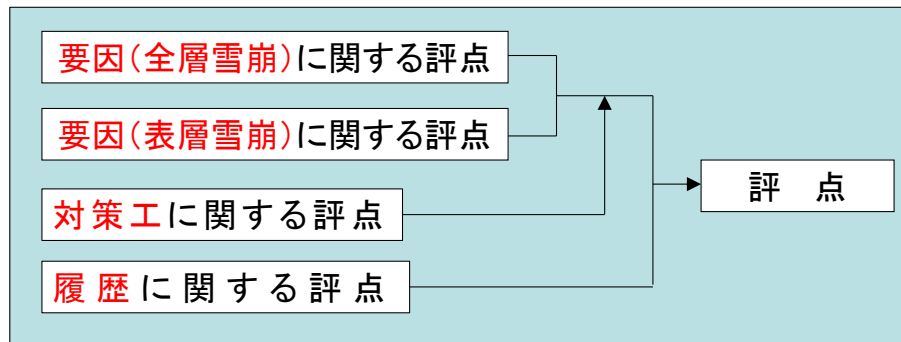 要因(全層雪崩)に関する評点
要因(表層雪崩)に関する評点
対策工に関する評点
履歴に関する評点
評 点